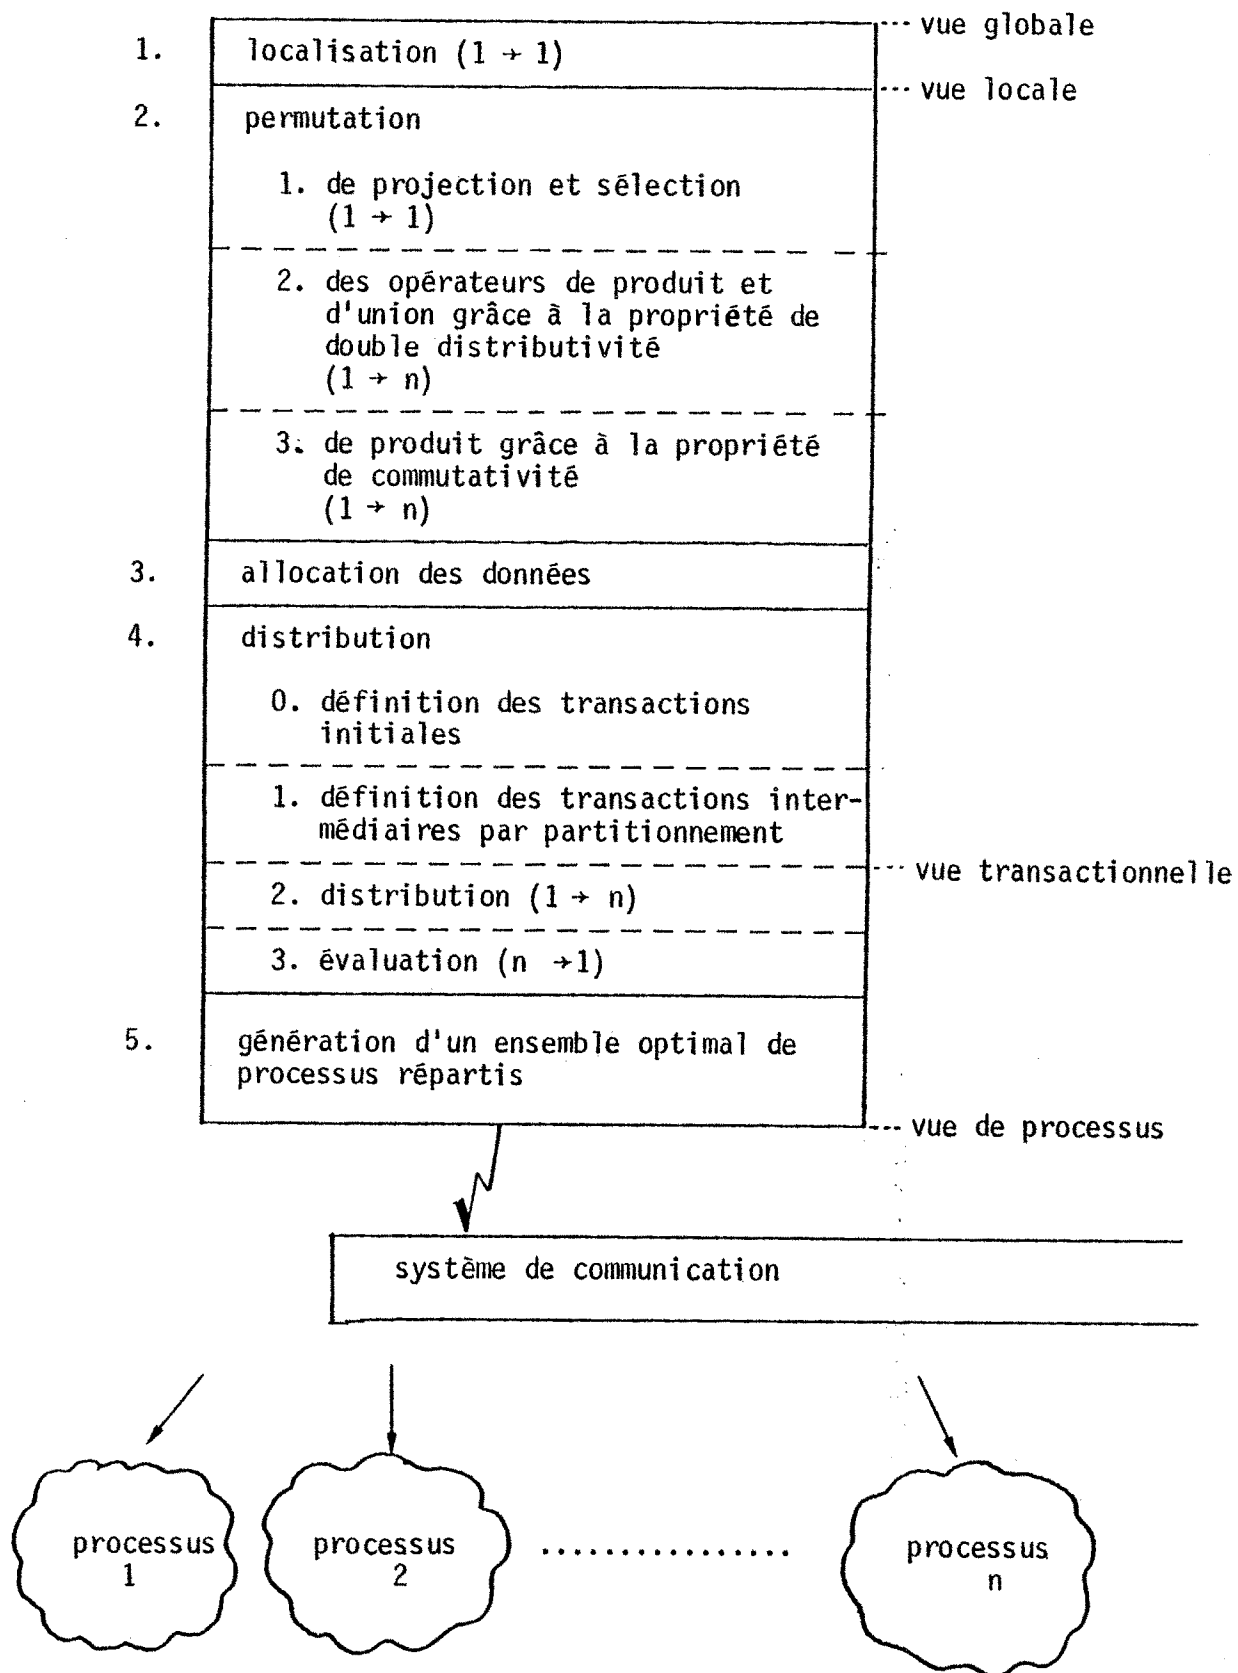 vue globale
1. localisation (1 → 1)
vue locale
2. permutation
1. de projection et sélection
(1 → 1)
2. des opérateurs de produit et
d'union grâce à la propriété de
double distributivité
(1 → n)
3. de produit grâce à la propriété
de commutativité
(1 → n)
3. allocation des données
4. distribution
0. définition des transactions
initiales
1. définition des transactions inter-
médiaires par partitionnement
vue transactionnelle
2. distribution (1 → n)
3. évaluation (n →1)
5. génération d'un ensemble optimal de
processus répartis
vue de processus
système de communication
processus
1
processus
2
................
processus
n